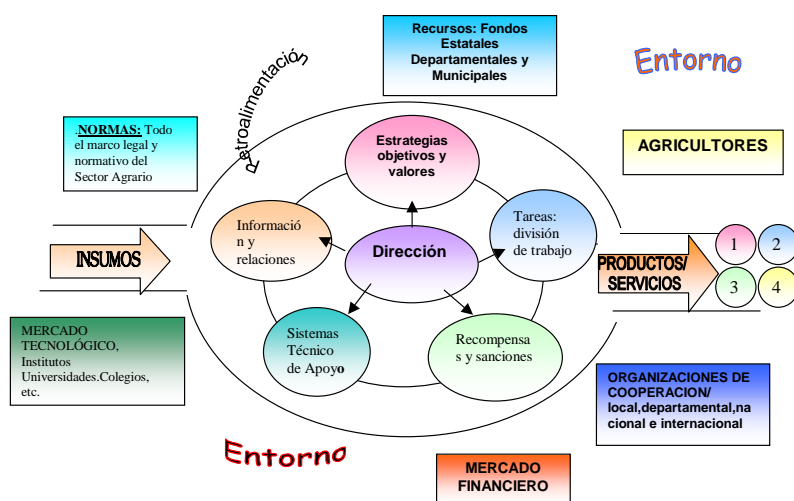 Recursos: Fondos
Estatales
Departamentales y
Municipales
Entorno
Retroalimentación
.NORMAS: Todo
el marco legal y
normativo del
Sector Agrario
AGRICULTORES
Estrategias
objetivos y
valores
Informació
n y
relaciones
Dirección
Tareas:
división
de trabajo
INSUMOS
PRODUCTOS/
SERVICIOS
1
2
3
4
Sistemas
Técnico
de Apoyo
Recompensa
s y sanciones
MERCADO
TECNOLÓGICO,
Institutos
Universidades.Colegios,
etc.
ORGANIZACIONES DE
COOPERACION/
local,departamental,na
cional e internacional
Entorno
MERCADO
FINANCIERO